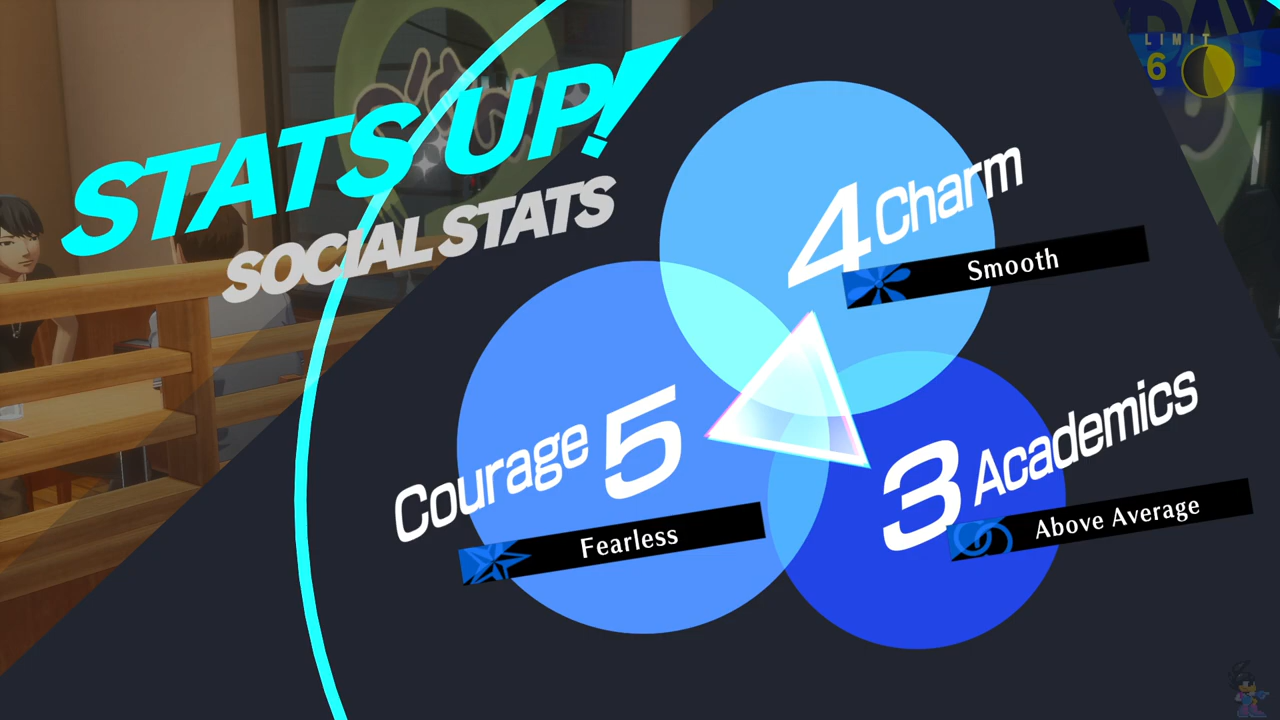 STATS UP!
SOCIAL STATS
LIMIT
6
4 Charm
Smooth
Courage 5
Fearless
3 Academics
Above Average